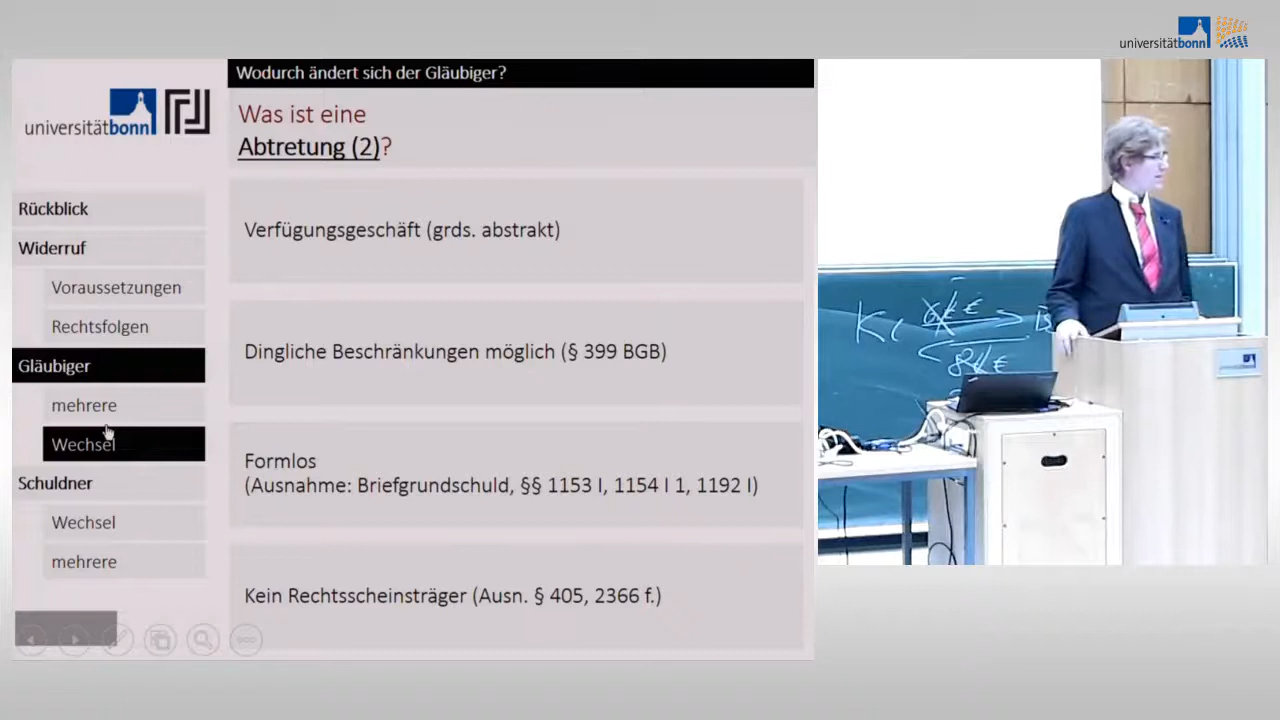 universitätbonn
Wodurch ändert sich der Gläubiger?
universitätbonn
Was ist eine
Abtretung (2)?
Rückblick
Widerruf
Voraussetzungen
Rechtsfolgen
Gläubiger
mehrere
Wechsel
Schuldner
Wechsel
mehrere
Verfügungsgeschäft (grds. abstrakt)
Dingliche Beschränkungen möglich (§ 399 BGB)
Formlos
(Ausnahme: Briefgrundschuld, §§ 1153 I, 1154 I 1, 1192 I)
Kein Rechtsscheinsträger (Ausn. § 405, 2366 f.)